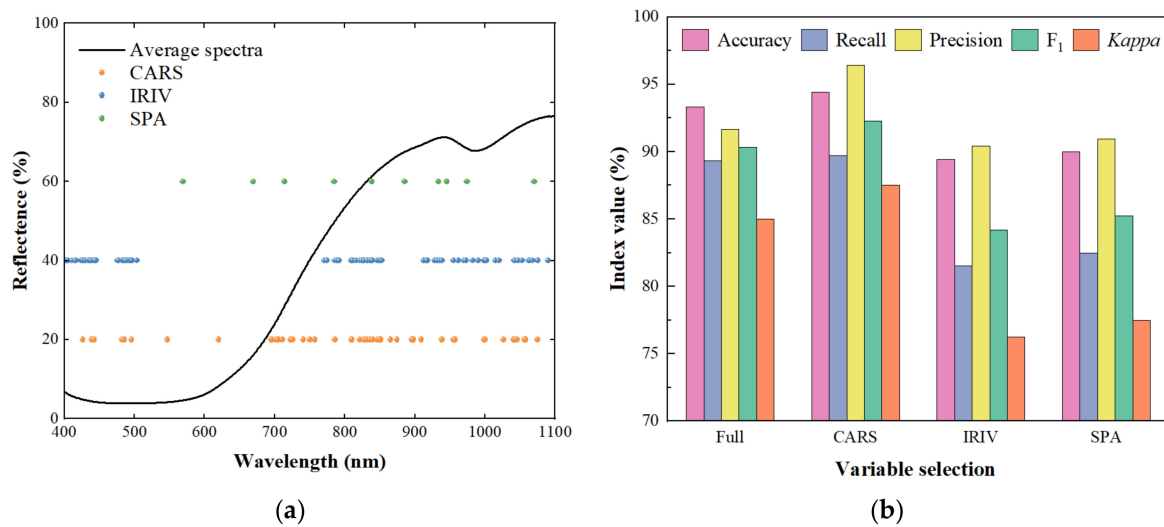 100
80
60
40
20
0
Reflectence (%)
Average spectra
CARS
IRIV
SPA
400 500 600 700 800 900 1000 1100
Wavelength (nm)
(a)
100
95
90
85
80
75
70
Index value (%)
Accuracy Recall Precision F₁ Kappa
Full CARS IRIV SPA
Variable selection
(b)